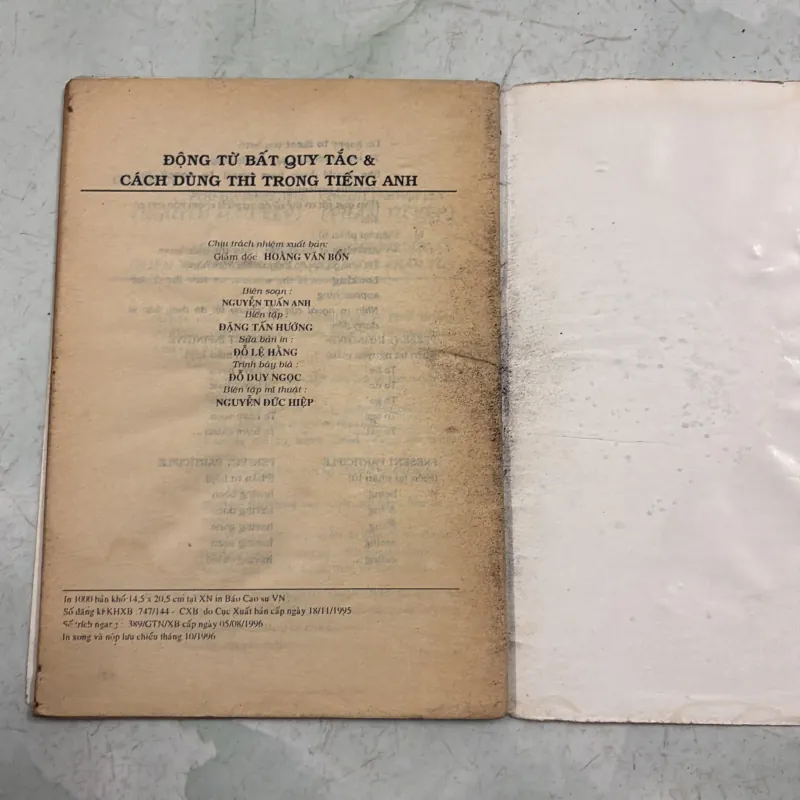 ĐỘNG TỪ BẤT QUY TẮC &
CÁCH DÙNG THÌ TRONG TIẾNG ANH
Chịu trách nhiệm xuất bản:
Giám đốc HOÀNG VĂN BỔN
Biên soạn :
NGUYỄN TUẤN ANH
Biên tập :
ĐẶNG TẤN HƯỚNG
Sửa bản in :
ĐỖ LỆ HẰNG
Trình bày bìa :
ĐỖ DUY NGỌC
Biên tập mĩ thuật :
NGUYỄN ĐỨC HIỆP
In 1000 bản khổ 14,5 x 20,5 cm tại XN in Báu Cao su VN
Số đăng kí KHXB 747/144 - CXB do Cục Xuất bản cấp ngày 18/11/1995
Số trích ngang : 389/GTN/XB cấp ngày 05/08/1996
In xong và nộp lưu chiểu tháng 10/1996